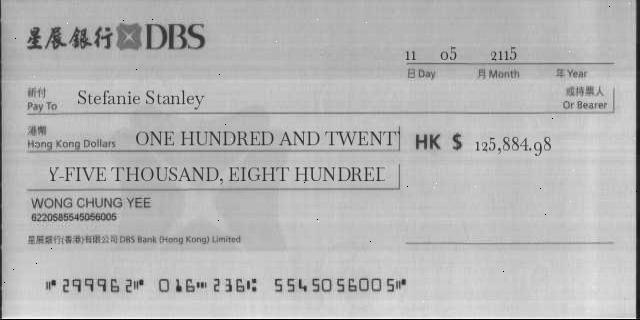 星展銀行 DBS
11 05 2115
日 Day 月 Month 年 Year
祈付
Pay To Stefanie Stanley
或持票人
Or Bearer
港幣
Hong Kong Dollars ONE HUNDRED AND TWENT HK $ 125,884.98
Y-FIVE THOUSAND, EIGHT HUNDRED
WONG CHUNG YEE
6220585545056005
星展銀行(香港)有限公司 DBS Bank (Hong Kong) Limited
⑈299962⑈ 016⑉236⑆ 5545056005⑈